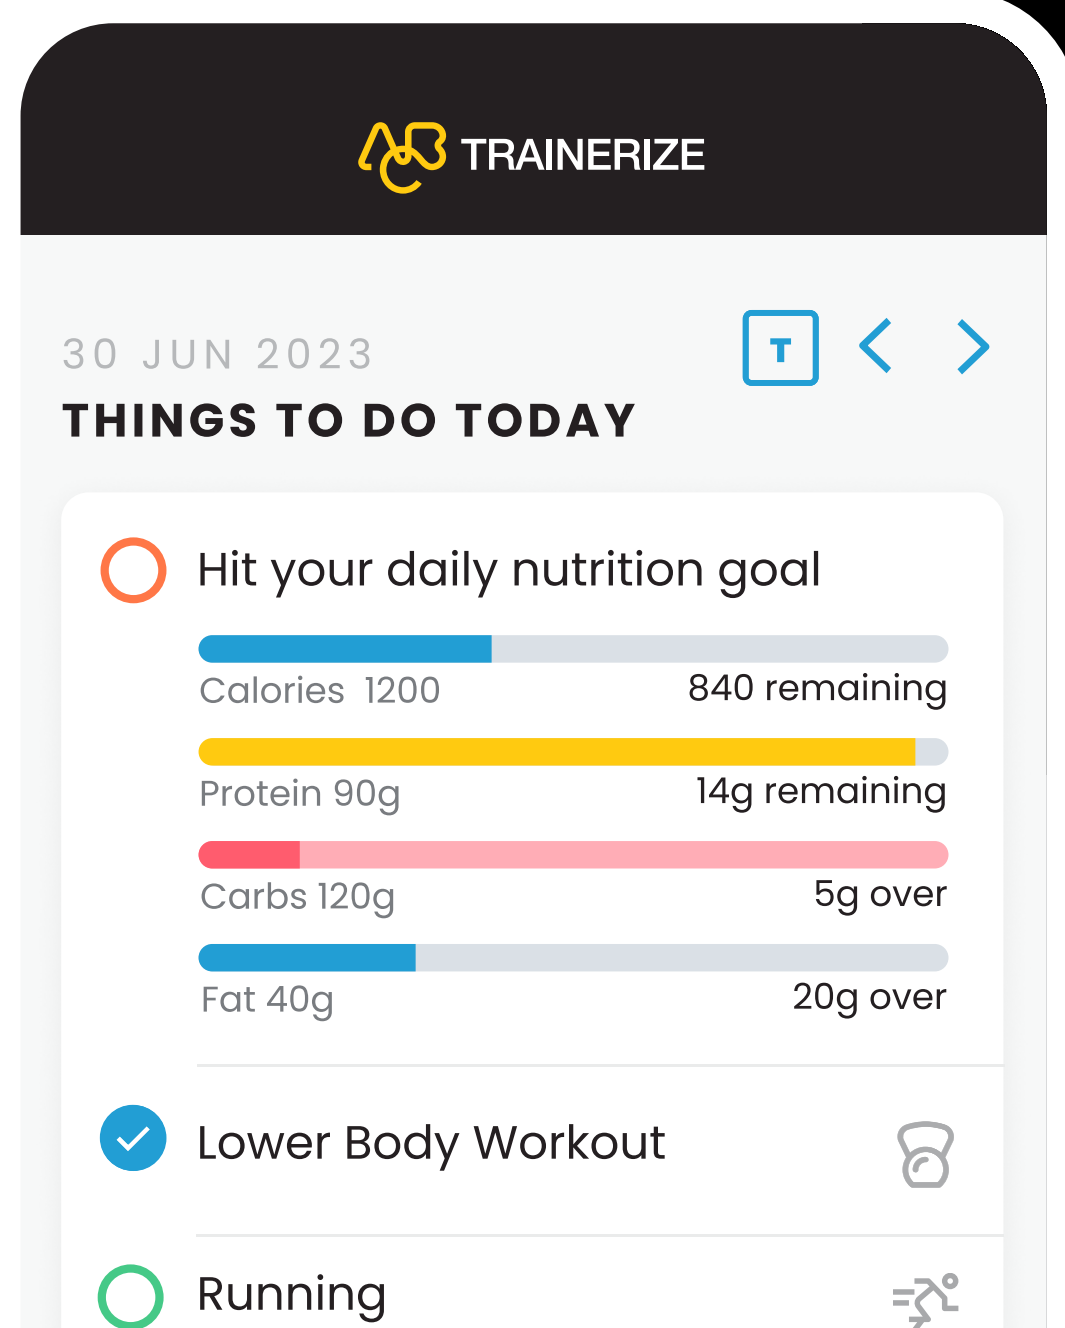 ABC TRAINERIZE
30 JUN 2023
T
THINGS TO DO TODAY
Hit your daily nutrition goal
Calories 1200 840 remaining
Protein 90g 14g remaining
Carbs 120g 5g over
Fat 40g 20g over
Lower Body Workout
Running